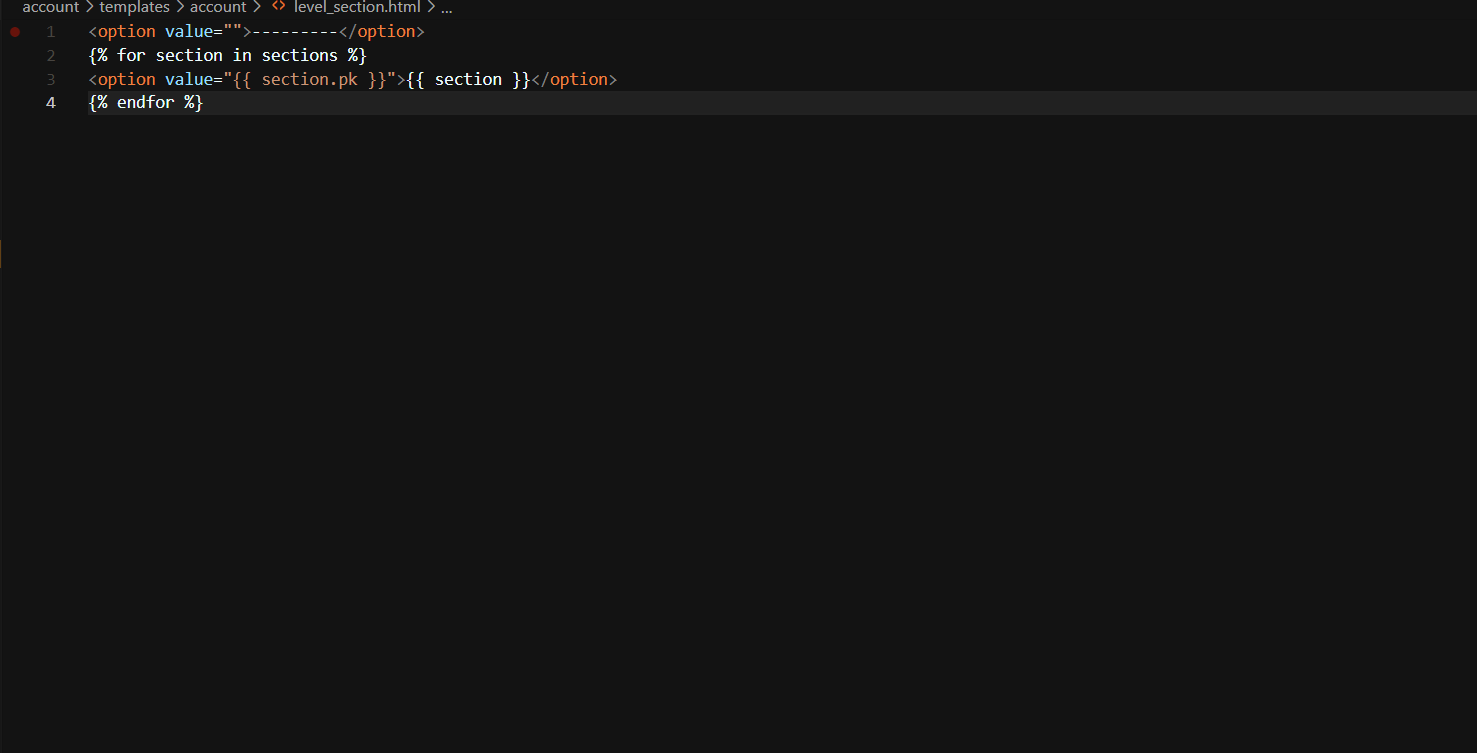 account > templates > account > <> level_section.html > ...
1 <option value="">---------</option>
2 {% for section in sections %}
3 <option value="{{ section.pk }}">{{ section }}</option>
4 {% endfor %}